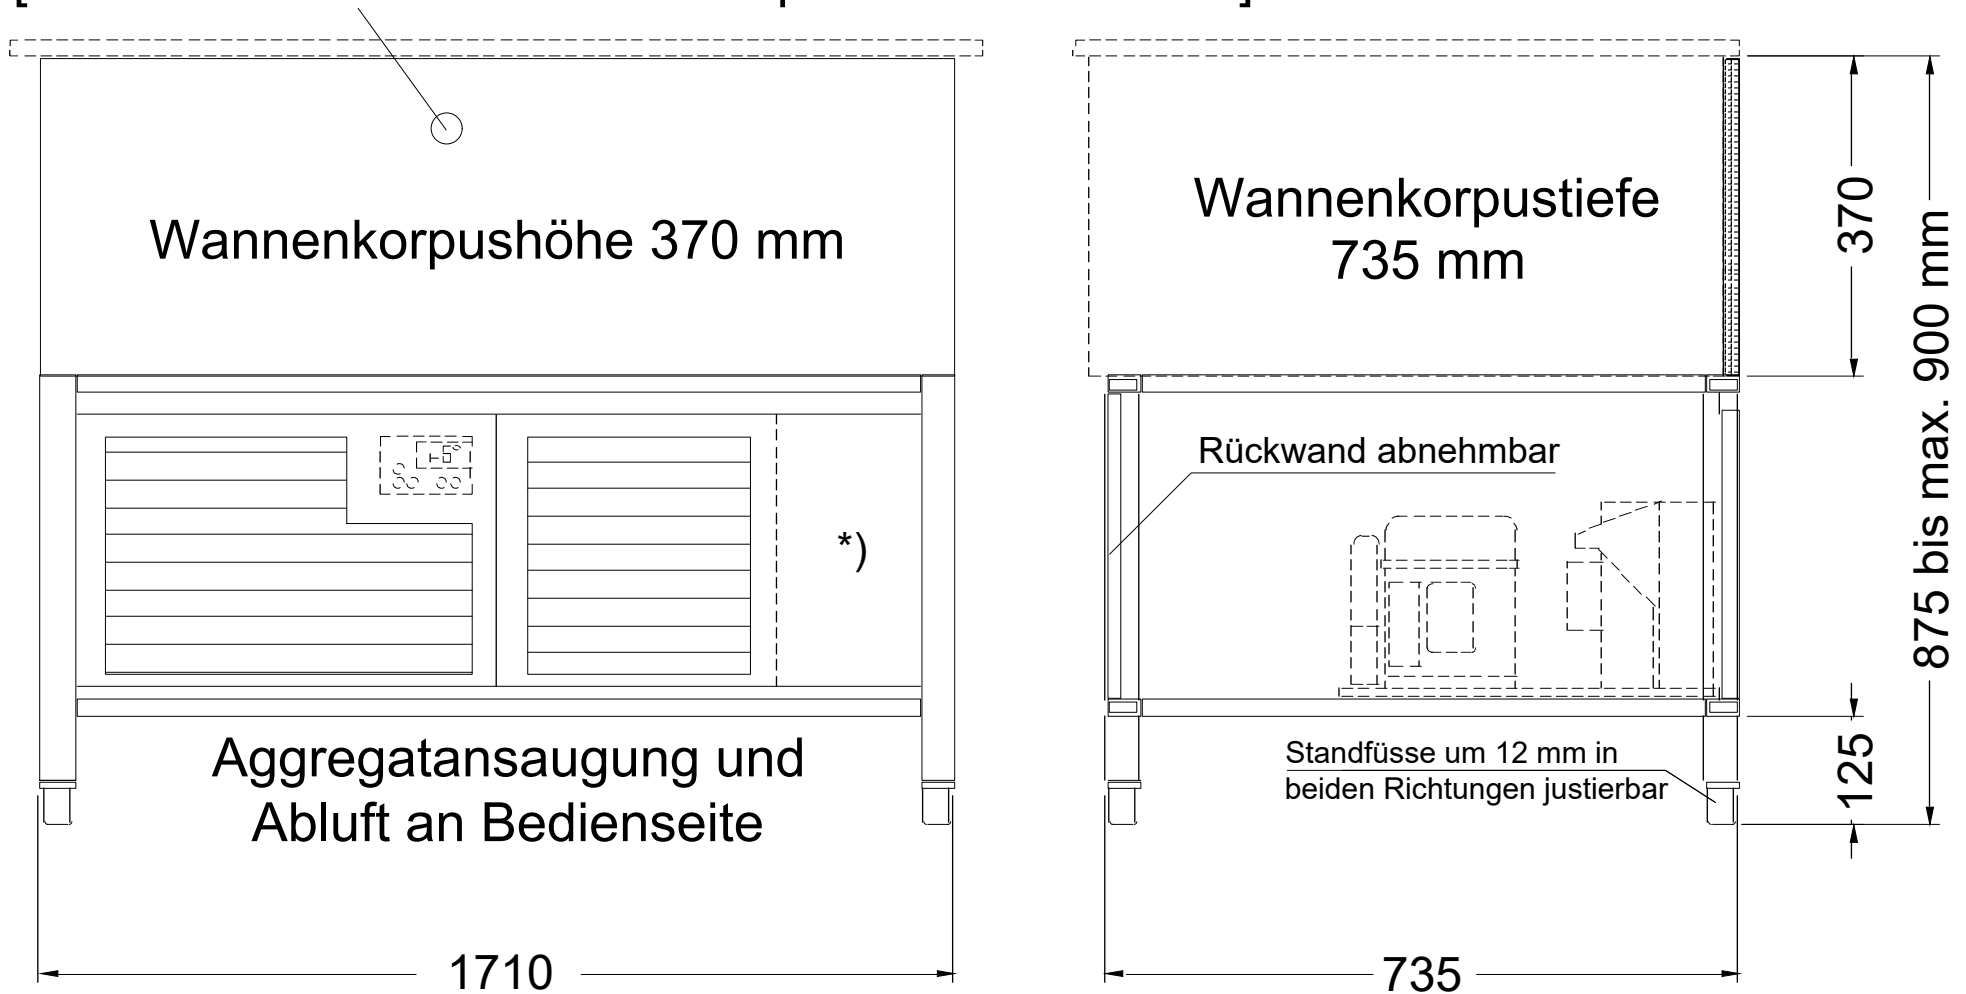 Wannenkorpushöhe 370 mm
Wannenkorpustiefe
735 mm
370
875 bis max. 900 mm
Rückwand abnehmbar
*)
Aggregatansaugung und
Abluft an Bedienseite
Standfüsse um 12 mm in
beiden Richtungen justierbar
125
1710
735